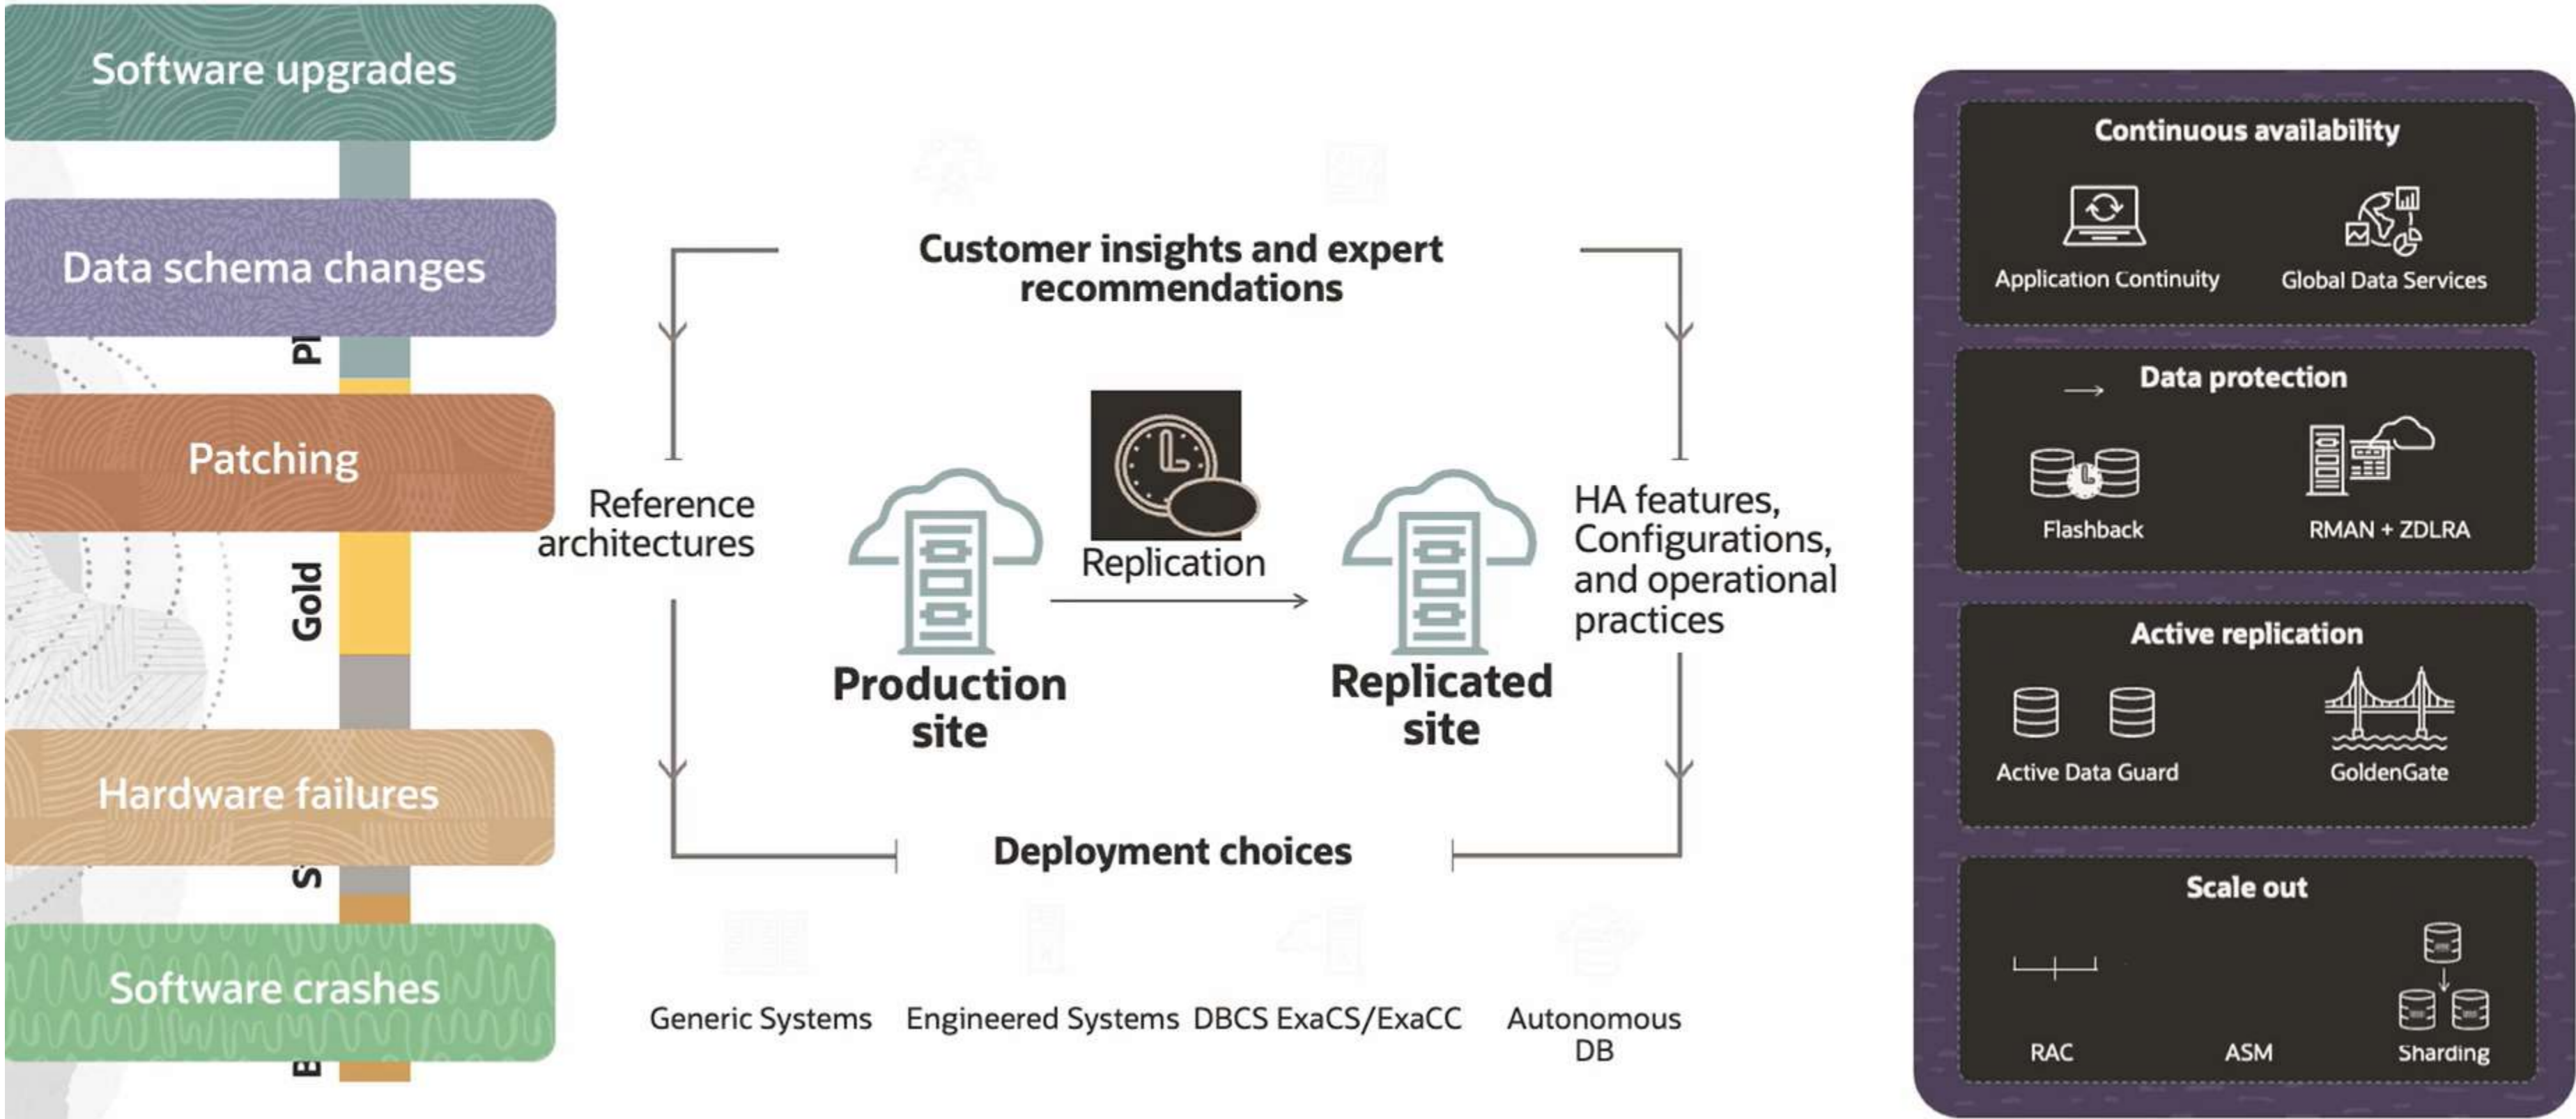 Software upgrades
Data schema changes
Pl
Patching
Gold
Hardware failures
S
Software crashes
B
Customer insights and expert
recommendations
Reference
architectures
Replication
Production
site
Replicated
site
HA features,
Configurations,
and operational
practices
Deployment choices
Generic Systems
Engineered Systems
DBCS ExaCS/ExaCC
Autonomous
DB
Continuous availability
Application Continuity
Global Data Services
Data protection
Flashback
RMAN + ZDLRA
Active replication
Active Data Guard
GoldenGate
Scale out
RAC
ASM
Sharding